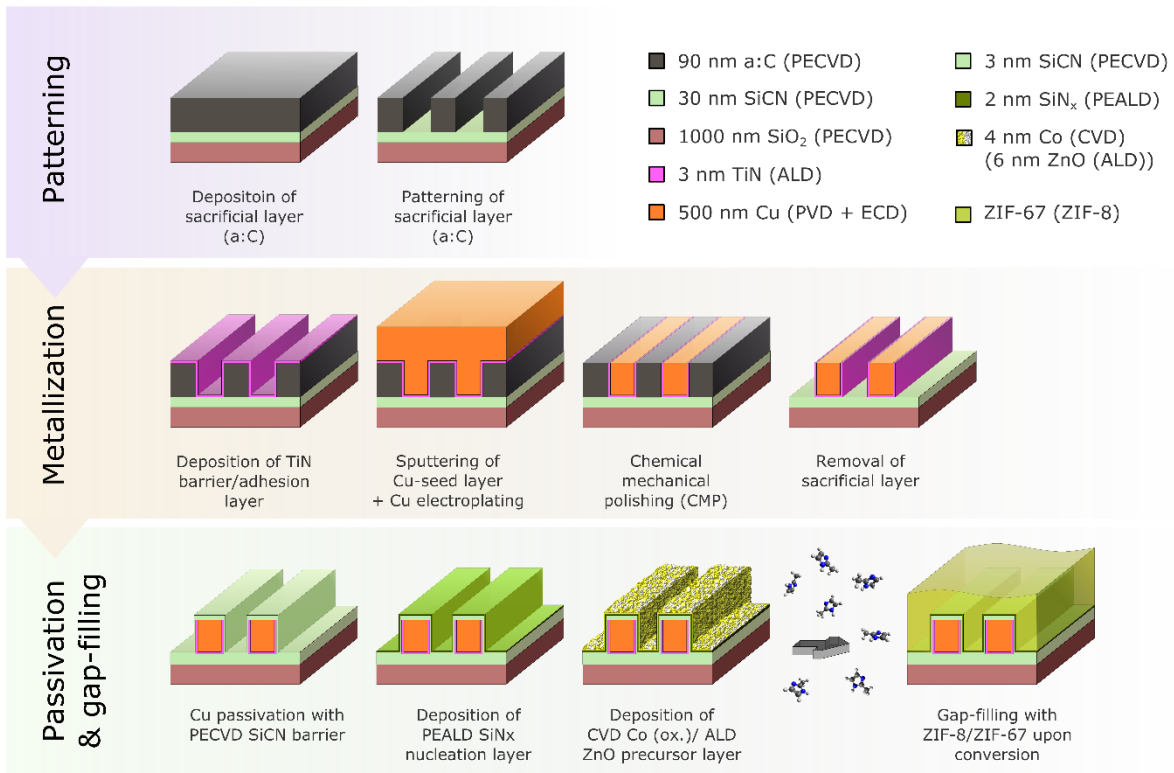 Patterning
Depositoin of
sacrificial layer
(a:C)
Patterning of
sacrificial layer
(a:C)
90 nm a:C (PECVD)
30 nm SiCN (PECVD)
1000 nm SiO₂ (PECVD)
3 nm TiN (ALD)
500 nm Cu (PVD + ECD)
3 nm SiCN (PECVD)
2 nm SiNₓ (PEALD)
4 nm Co (CVD)
(6 nm ZnO (ALD))
ZIF-67 (ZIF-8)
Metallization
Deposition of TiN
barrier/adhesion
layer
Sputtering of
Cu-seed layer
+ Cu electroplating
Chemical
mechanical
polishing (CMP)
Removal of
sacrificial layer
Passivation
& gap-filling
Cu passivation with
PECVD SiCN barrier
Deposition of
PEALD SiNx
nucleation layer
Deposition of
CVD Co (ox.)/ ALD
ZnO precursor layer
Gap-filling with
ZIF-8/ZIF-67 upon
conversion